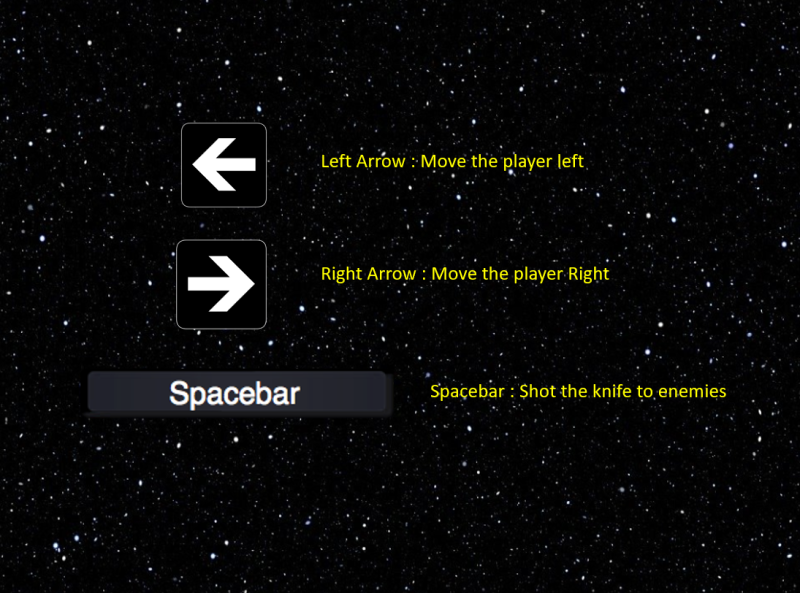 Left Arrow : Move the player left
Right Arrow : Move the player Right
Spacebar
Spacebar : Shot the knife to enemies